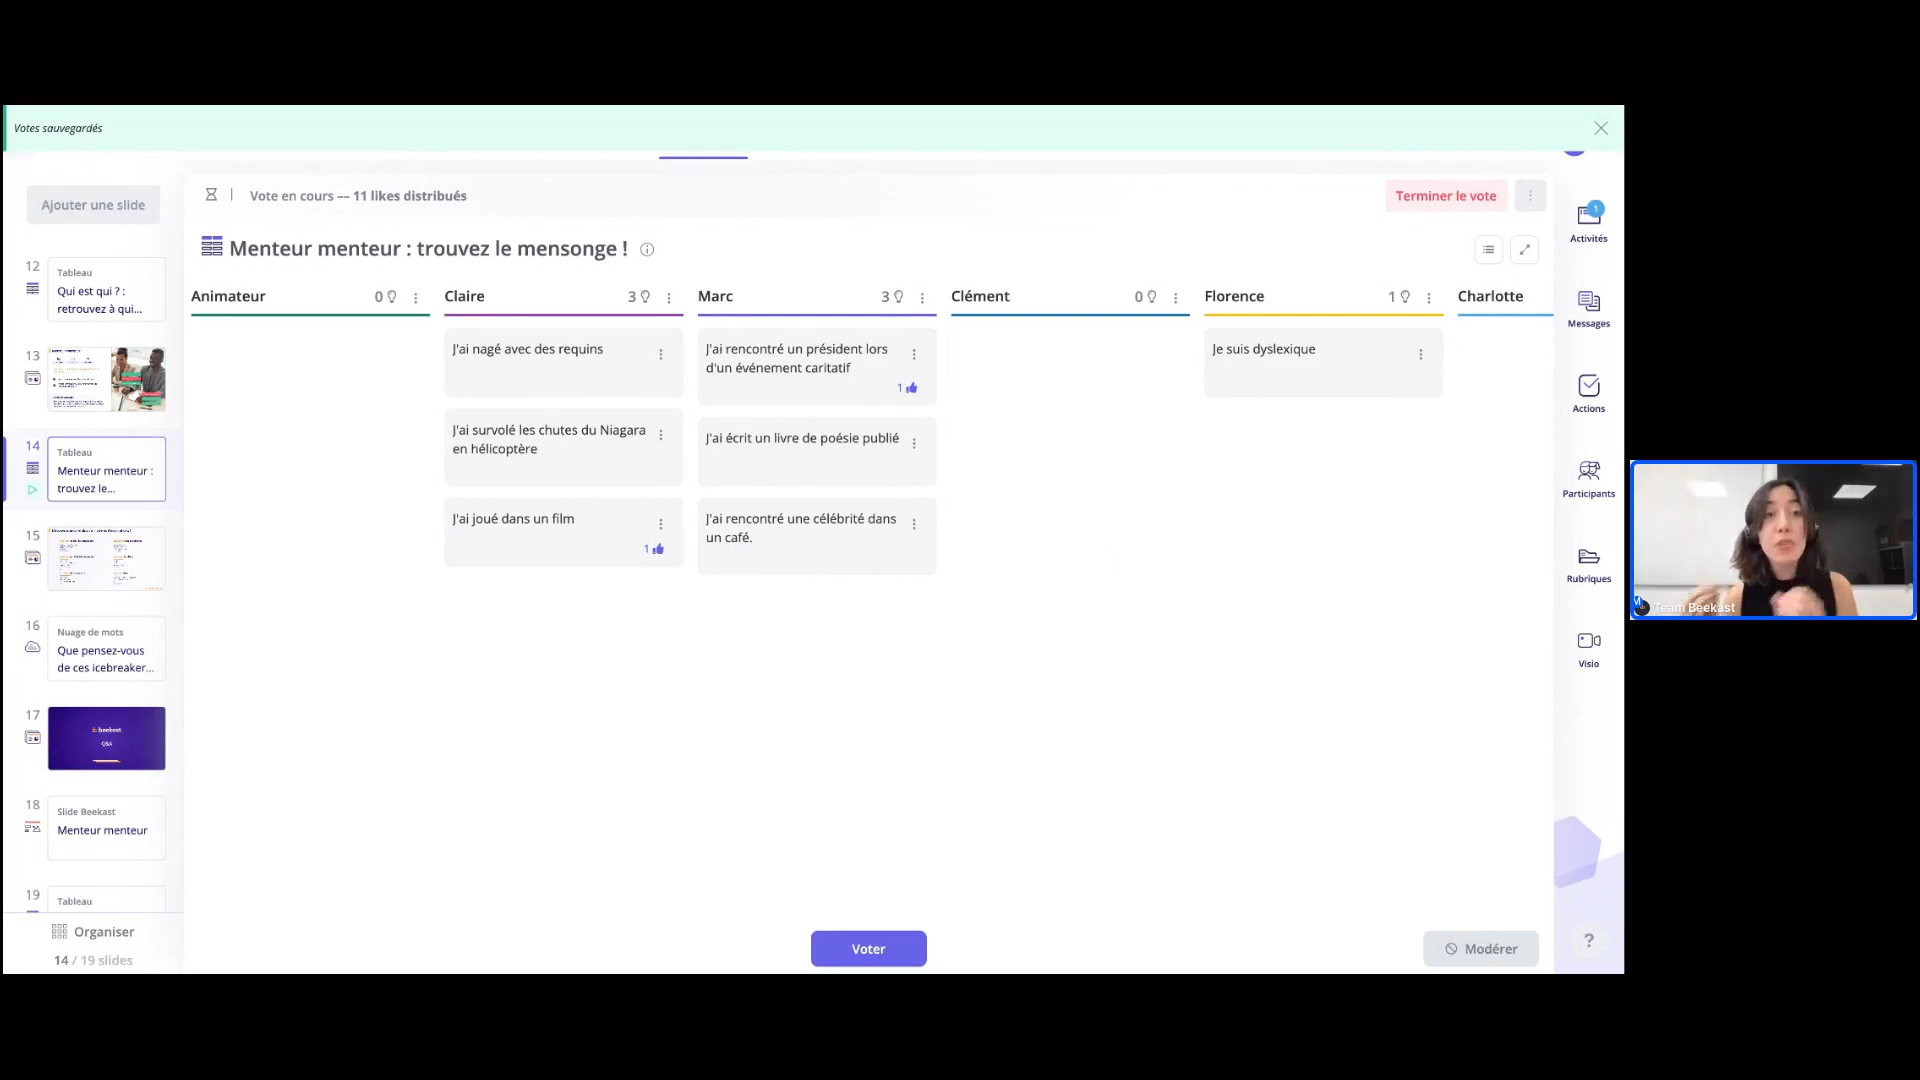 Votes sauvegardés
Ajouter une slide
Vote en cours — 11 likes distribués
Terminer le vote
Menteur menteur : trouvez le mensonge !
Animateur 0
Claire 3
Marc 3
Clément 0
Florence 1
Charlotte
J'ai nagé avec des requins
J'ai survolé les chutes du Niagara
en hélicoptère
J'ai joué dans un film
1
J'ai rencontré un président lors
d'un événement caritatif
1
J'ai écrit un livre de poésie publié
J'ai rencontré une célébrité dans
un café.
Je suis dyslexique
12
Tableau
Qui est qui ? :
retrouvez à qui...
13
14
Tableau
Menteur menteur :
trouvez le...
15
16
Nuage de mots
Que pensez-vous
de ces icebreaker...
17
beekast
Q&A
18
Slide Beekast
Menteur menteur
19
Tableau
Organiser
14 / 19 slides
Voter
Modérer
1
Activités
Messages
Actions
Participants
Rubriques
Visio
?
Team Beekast